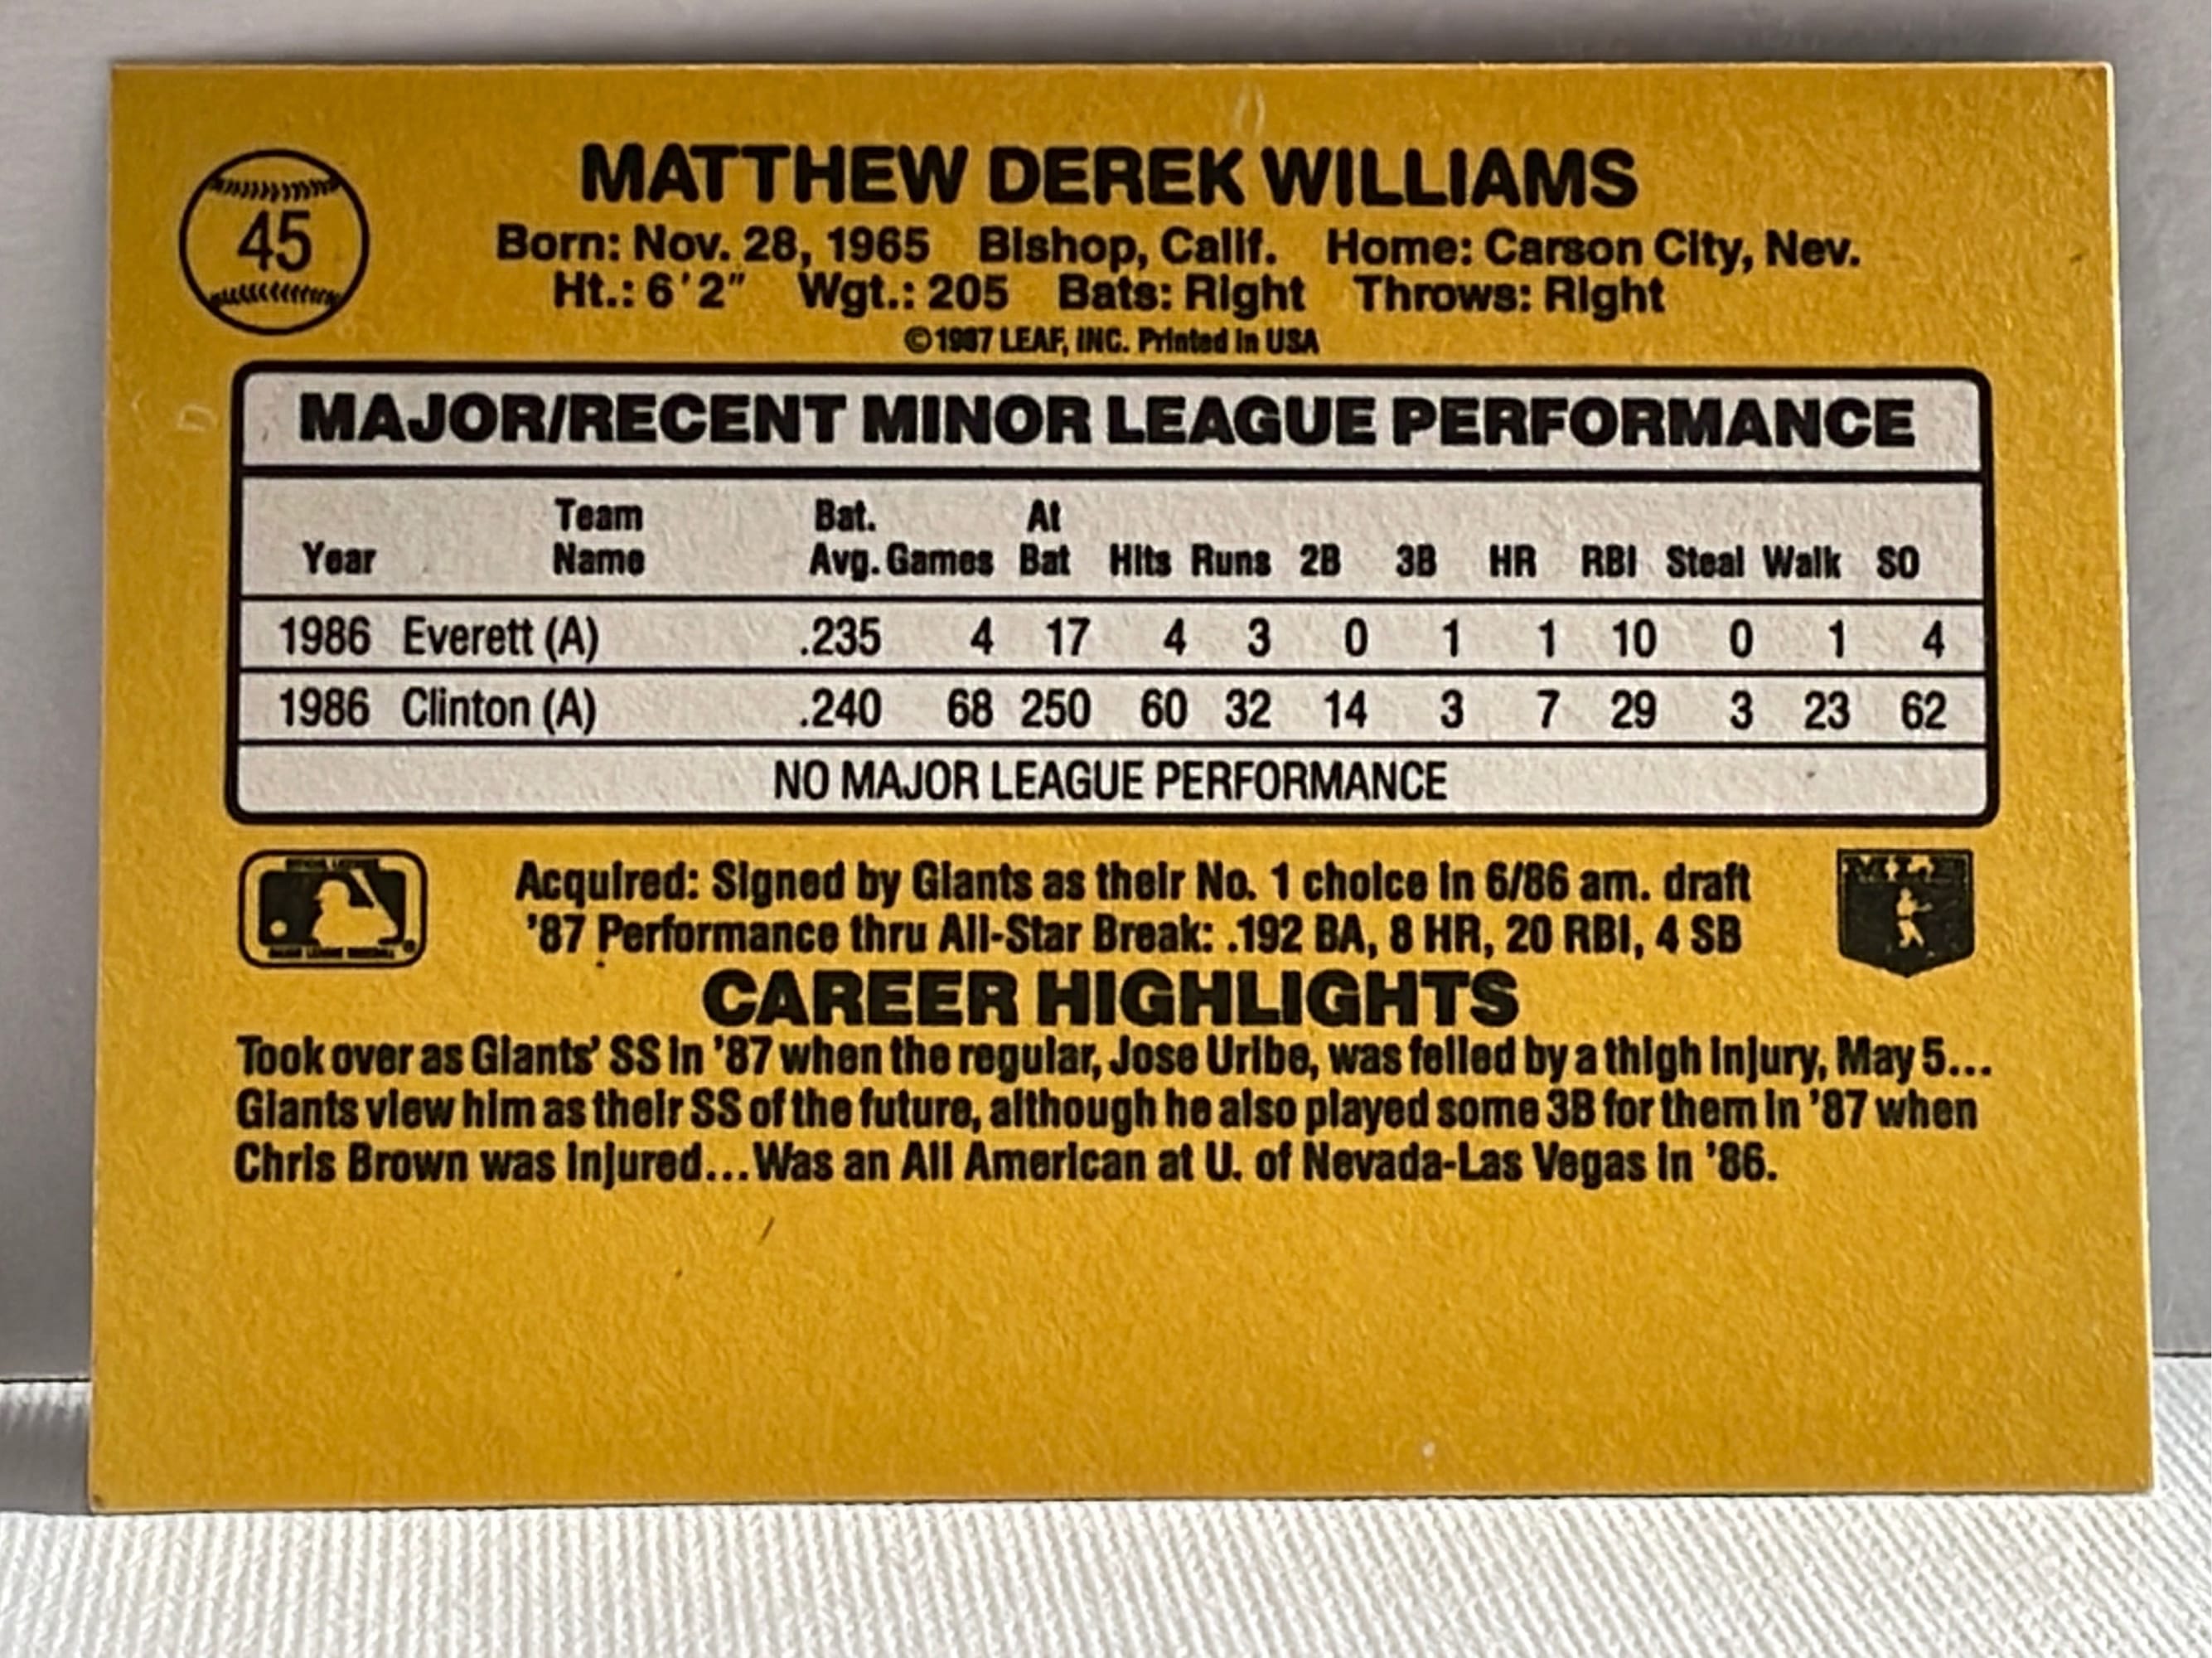 45
MATTHEW DEREK WILLIAMS
Born: Nov. 28, 1965 Bishop, Calif. Home: Carson City, Nev.
Ht.: 6'2" Wgt.: 205 Bats: Right Throws: Right
©1987 LEAF, INC. Printed in USA
MAJOR/RECENT MINOR LEAGUE PERFORMANCE
Team Bat. At
Year Name Avg. Games Bat Hits Runs 2B 3B HR RBI Steal Walk SO
1986 Everett (A) .235 4 17 4 3 0 1 1 10 0 1 4
1986 Clinton (A) .240 68 250 60 32 14 3 7 29 3 23 62
NO MAJOR LEAGUE PERFORMANCE
Acquired: Signed by Giants as their No. 1 choice in 6/86 am. draft
'87 Performance thru All-Star Break: .192 BA, 8 HR, 20 RBI, 4 SB
CAREER HIGHLIGHTS
Took over as Giants' SS in '87 when the regular, Jose Uribe, was felled by a thigh injury, May 5...
Giants view him as their SS of the future, although he also played some 3B for them in '87 when
Chris Brown was injured...Was an All American at U. of Nevada-Las Vegas in '86.